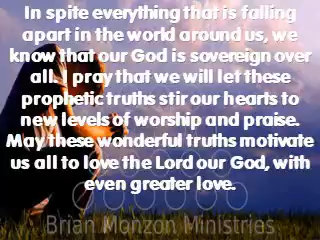 In spite everything that is falling
apart in the world around us, we
know that our God is sovereign over
all. I pray that we will let these
prophetic truths stir our hearts to
new levels of worship and praise.
May these wonderful truths motivate
us all to love the Lord our God, with
even greater love.
Brian Monzon Ministries